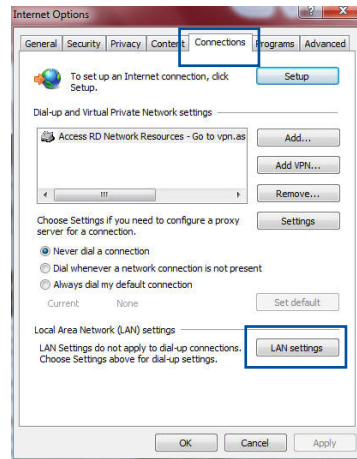 Internet Options
General Security Privacy Content Connections Programs Advanced
To set up an Internet connection, click
Setup.
Setup
Dial-up and Virtual Private Network settings
Access RD Network Resources - Go to vpn.as
Add...
Add VPN...
Remove...
Choose Settings if you need to configure a proxy
server for a connection.
Settings
Never dial a connection
Dial whenever a network connection is not present
Always dial my default connection
Current None
Set default
Local Area Network (LAN) settings
LAN Settings do not apply to dial-up connections.
Choose Settings above for dial-up settings.
LAN settings
OK Cancel Apply